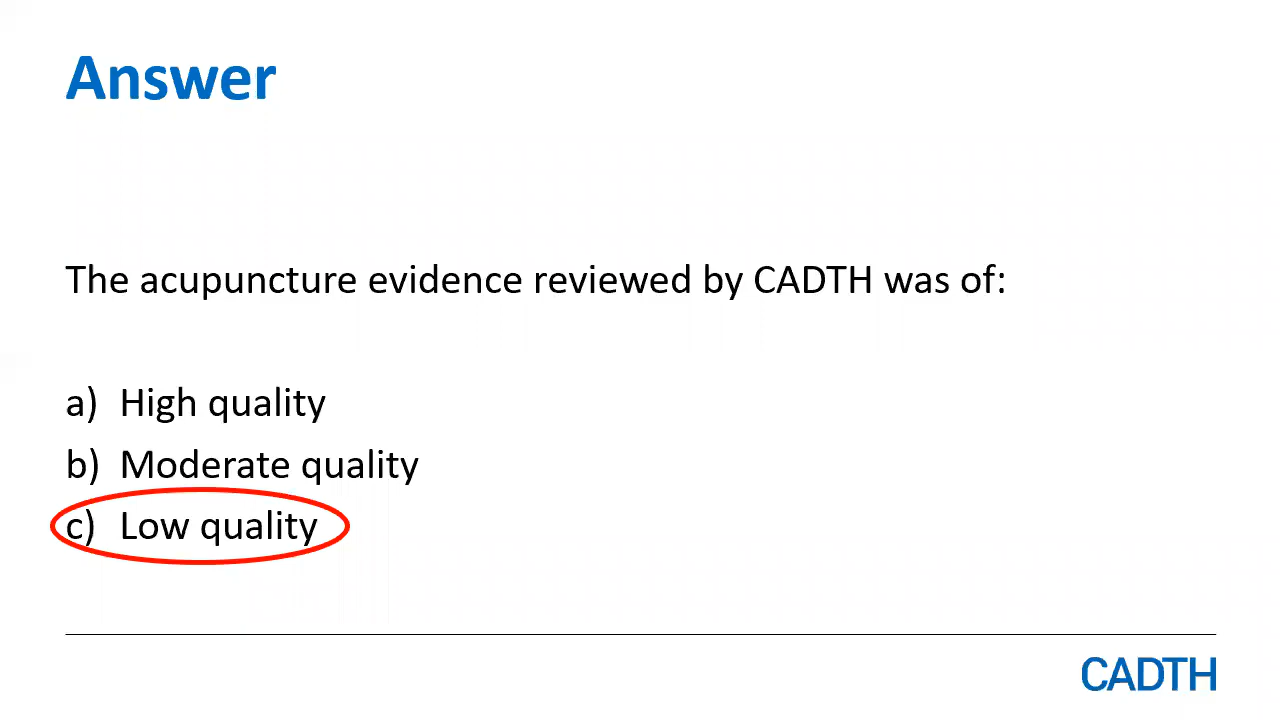 Answer
The acupuncture evidence reviewed by CADTH was of:
a) High quality
b) Moderate quality
c) Low quality
CADTH